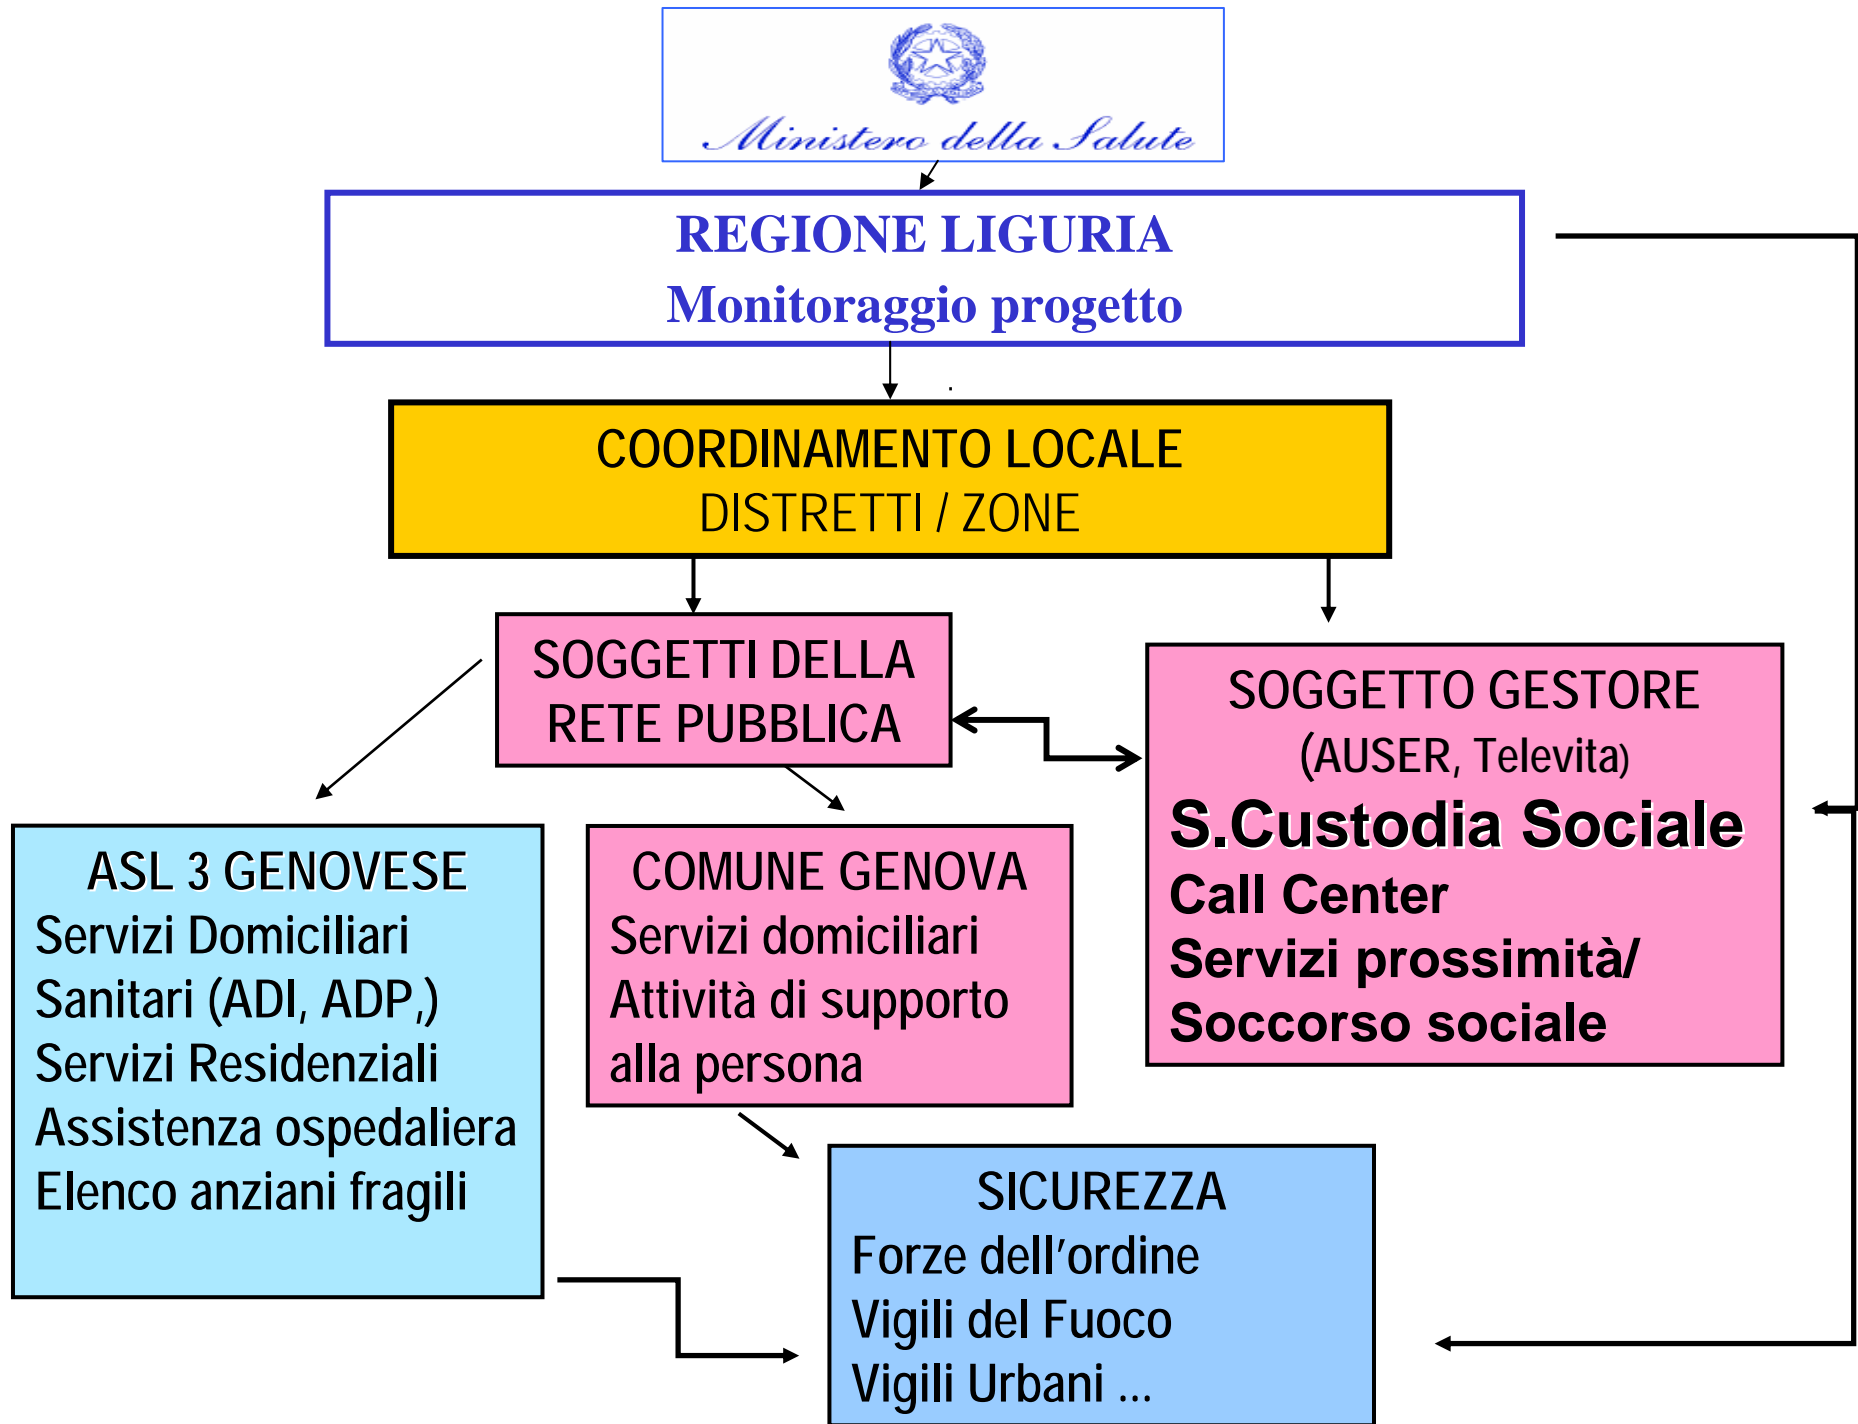 Ministero della Salute
REGIONE LIGURIA
Monitoraggio progetto
.
COORDINAMENTO LOCALE
DISTRETTI / ZONE
SOGGETTI DELLA
RETE PUBBLICA
SOGGETTO GESTORE
(AUSER, Televita)
S.Custodia Sociale
Call Center
Servizi prossimità/
Soccorso sociale
ASL 3 GENOVESE
Servizi Domiciliari
Sanitari (ADI, ADP,)
Servizi Residenziali
Assistenza ospedaliera
Elenco anziani fragili
COMUNE GENOVA
Servizi domiciliari
Attività di supporto
alla persona
SICUREZZA
Forze dell'ordine
Vigili del Fuoco
Vigili Urbani ...